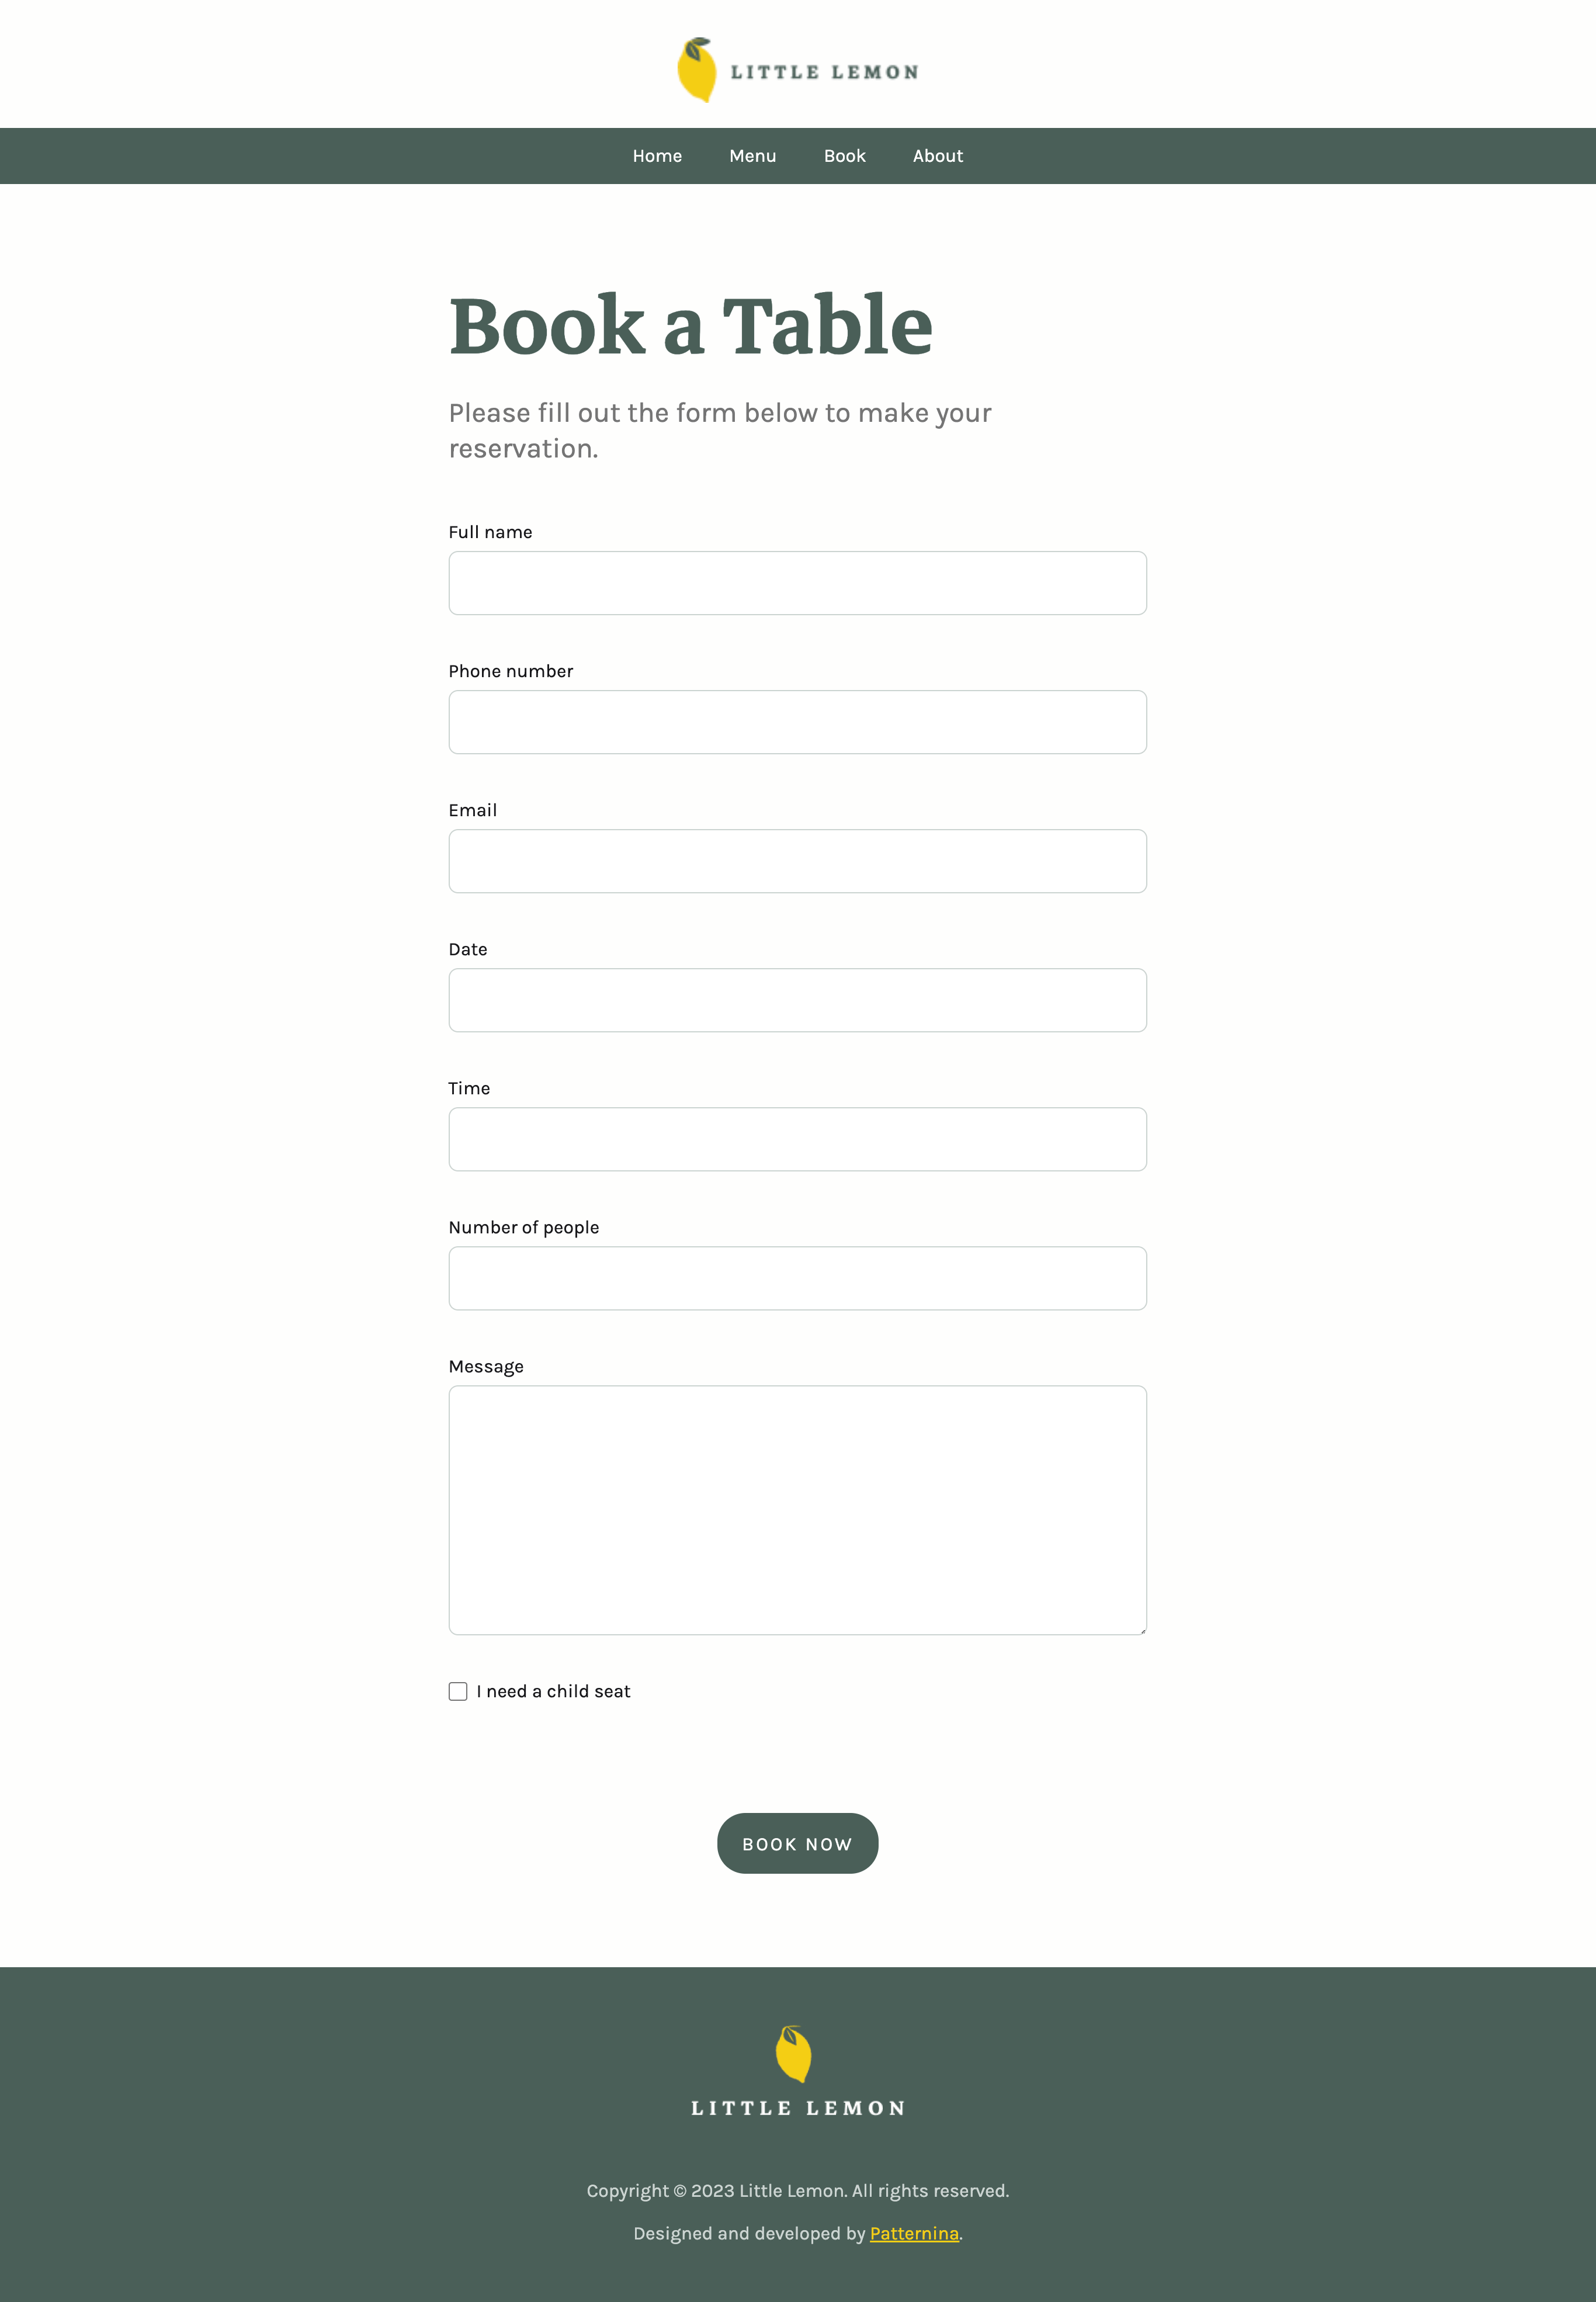 LITTLE LEMON
Home Menu Book About
Book a Table
Please fill out the form below to make your
reservation.
Full name
Phone number
Email
Date
Time
Number of people
Message
I need a child seat
BOOK NOW
LITTLE LEMON
Copyright © 2023 Little Lemon. All rights reserved.
Designed and developed by Patternina.